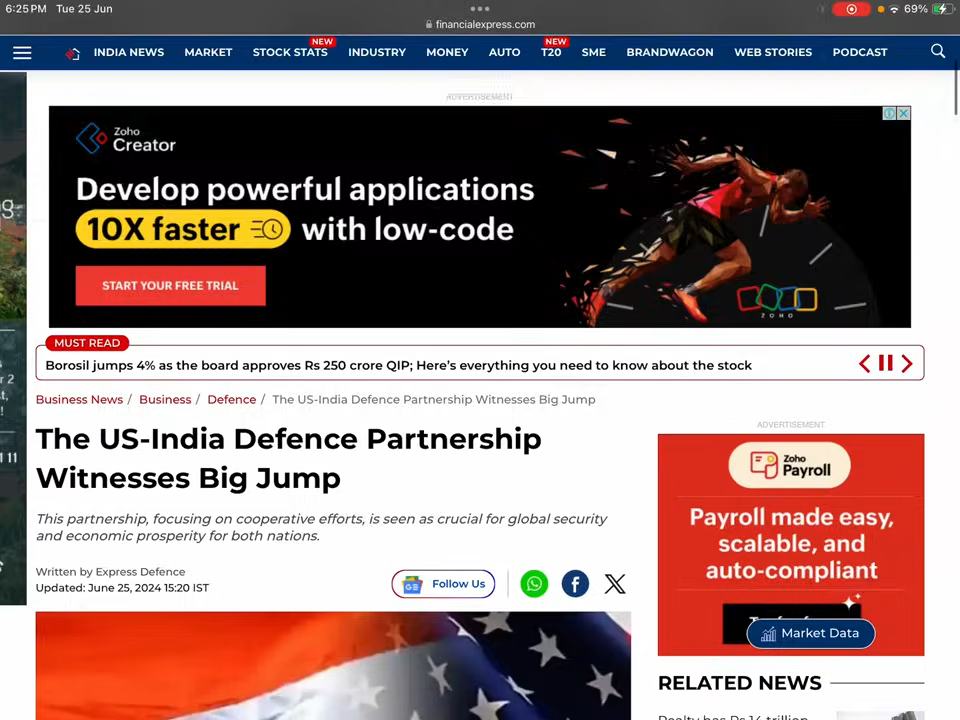 6:25 PM Tue 25 Jun
69%
financialexpress.com
INDIA NEWS MARKET STOCK STATS NEW INDUSTRY MONEY AUTO T20 NEW SME BRANDWAGON WEB STORIES PODCAST
ADVERTISEMENT
Zoho
Creator
Develop powerful applications
10X faster with low-code
START YOUR FREE TRIAL
ZOHO
MUST READ
Borosil jumps 4% as the board approves Rs 250 crore QIP; Here's everything you need to know about the stock
Business News / Business / Defence / The US-India Defence Partnership Witnesses Big Jump
The US-India Defence Partnership
Witnesses Big Jump
This partnership, focusing on cooperative efforts, is seen as crucial for global security
and economic prosperity for both nations.
Written by Express Defence
Updated: June 25, 2024 15:20 IST
GE Follow Us
ADVERTISEMENT
Zoho
Payroll
Payroll made easy,
scalable, and
auto-compliant
Market Data
RELATED NEWS
Realty has Rs 14 trillion